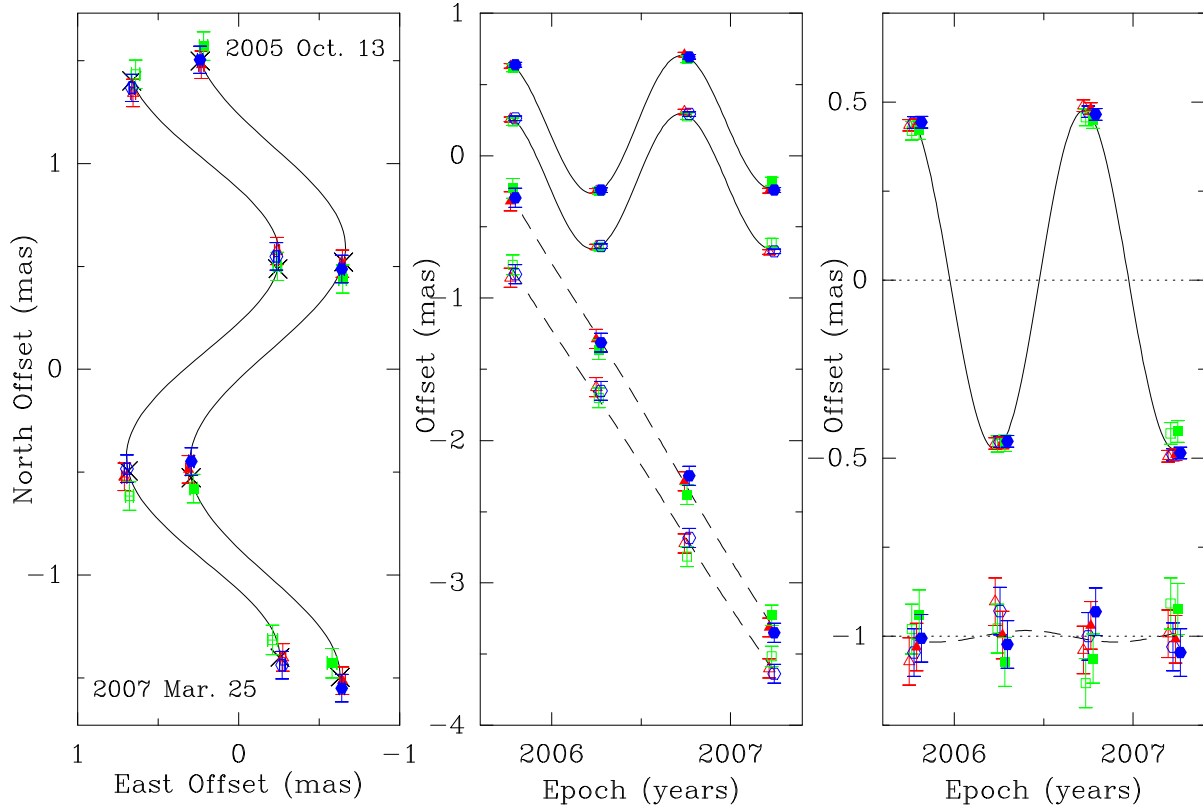 2005 Oct. 13
2007 Mar. 25
North Offset (mas)
1
0
−1
1
0
−1
East Offset (mas)
Offset (mas)
1
0
−1
−2
−3
−4
2006
2007
Epoch (years)
Offset (mas)
0.5
0
−0.5
−1
2006
2007
Epoch (years)